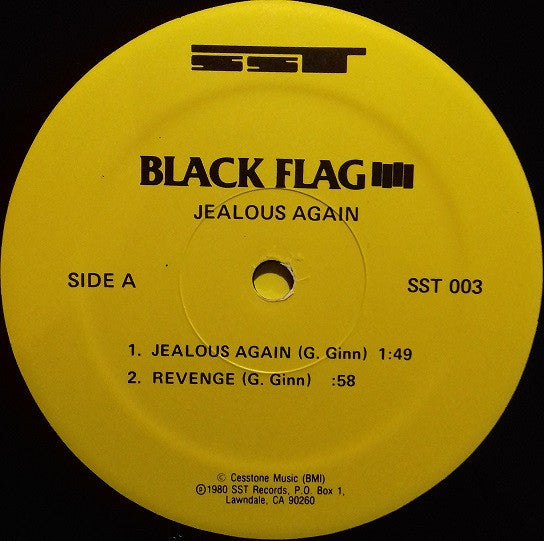 SST
BLACK FLAG
JEALOUS AGAIN
SIDE A
SST 003
1. JEALOUS AGAIN (G. Ginn) 1:49
2. REVENGE (G. Ginn) :58
© Cesstone Music (BMI)
℗1980 SST Records, P.O. Box 1,
Lawndale, CA 90260